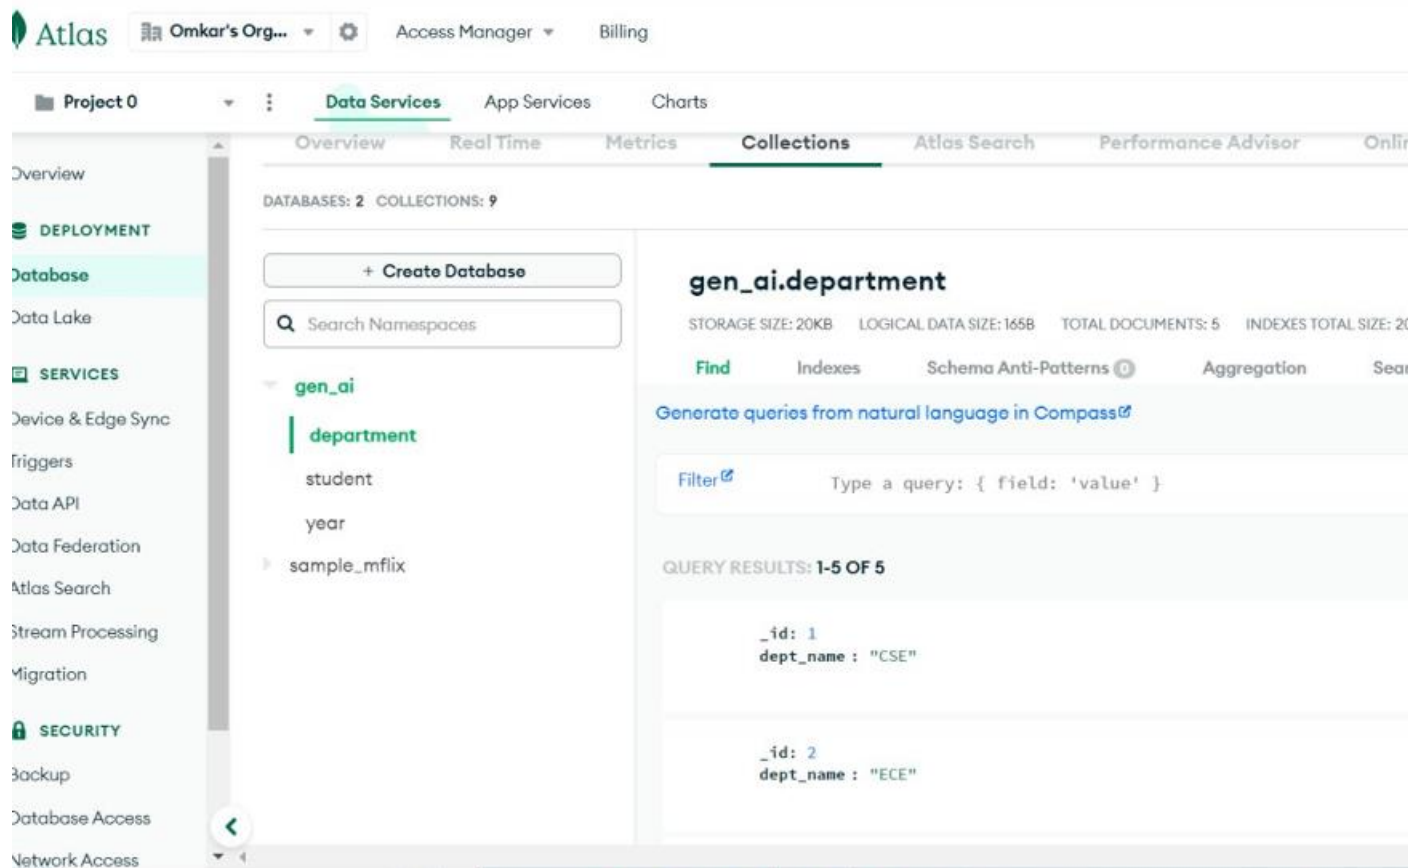 Atlas Omkar's Org... Access Manager Billing
Project 0 Data Services App Services Charts
Overview Real Time Metrics Collections Atlas Search Performance Advisor Onlin
DATABASES: 2 COLLECTIONS: 9
Overview
DEPLOYMENT
Database
Data Lake
SERVICES
Device & Edge Sync
Triggers
Data API
Data Federation
Atlas Search
Stream Processing
Migration
SECURITY
Backup
Database Access
Network Access
+ Create Database
Search Namespaces
gen_ai
department
student
year
sample_mflix
gen_ai.department
STORAGE SIZE: 20KB LOGICAL DATA SIZE: 165B TOTAL DOCUMENTS: 5 INDEXES TOTAL SIZE: 20
Find Indexes Schema Anti-Patterns 0 Aggregation Sear
Generate queries from natural language in Compass
Filter Type a query: { field: 'value' }
QUERY RESULTS: 1-5 OF 5
_id: 1
dept_name : "CSE"
_id: 2
dept_name : "ECE"